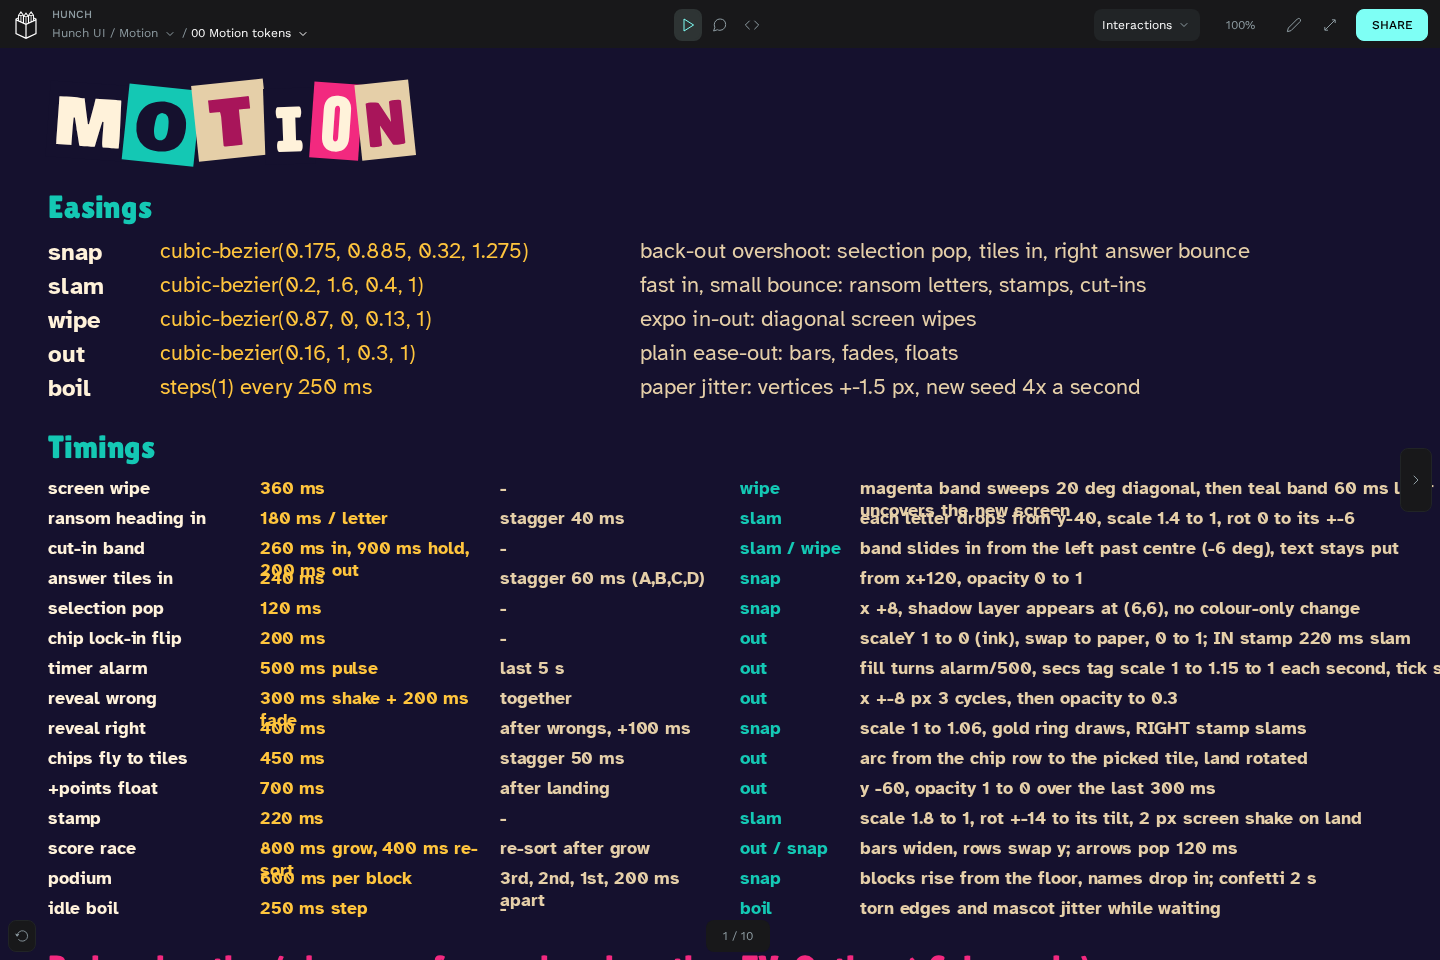 HUNCH
Hunch UI / Motion / 00 Motion tokens
Interactions
100%
SHARE
MOTION
Easings
snap cubic-bezier(0.175, 0.885, 0.32, 1.275) back-out overshoot: selection pop, tiles in, right answer bounce
slam cubic-bezier(0.2, 1.6, 0.4, 1) fast in, small bounce: ransom letters, stamps, cut-ins
wipe cubic-bezier(0.87, 0, 0.13, 1) expo in-out: diagonal screen wipes
out cubic-bezier(0.16, 1, 0.3, 1) plain ease-out: bars, fades, floats
boil steps(1) every 250 ms paper jitter: vertices +-1.5 px, new seed 4x a second
Timings
screen wipe 360 ms - wipe magenta band sweeps 20 deg diagonal, then teal band 60 ms
uncovers the new screen
ransom heading in 180 ms / letter stagger 40 ms slam each letter drops from y-40, scale 1.4 to 1, rot 0 to its +-6
cut-in band 260 ms in, 900 ms hold, - slam / wipe band slides in from the left past centre (-6 deg), text stays put
200 ms out
answer tiles in 240 ms stagger 60 ms (A,B,C,D) snap from x+120, opacity 0 to 1
selection pop 120 ms - snap x +8, shadow layer appears at (6,6), no colour-only change
chip lock-in flip 200 ms - out scaleY 1 to 0 (ink), swap to paper, 0 to 1; IN stamp 220 ms slam
timer alarm 500 ms pulse last 5 s out fill turns alarm/500, secs tag scale 1 to 1.15 to 1 each second, tick s
reveal wrong 300 ms shake + 200 ms together out x +-8 px 3 cycles, then opacity to 0.3
fade
reveal right 400 ms after wrongs, +100 ms snap scale 1 to 1.06, gold ring draws, RIGHT stamp slams
chips fly to tiles 450 ms stagger 50 ms out arc from the chip row to the picked tile, land rotated
+points float 700 ms after landing out y -60, opacity 1 to 0 over the last 300 ms
stamp 220 ms - slam scale 1.8 to 1, rot +-14 to its tilt, 2 px screen shake on land
score race 800 ms grow, 400 ms re- re-sort after grow out / snap bars widen, rows swap y; arrows pop 120 ms
sort
podium 600 ms per block 3rd, 2nd, 1st, 200 ms snap blocks rise from the floor, names drop in; confetti 2 s
apart
idle boil 250 ms step - boil torn edges and mascot jitter while waiting
1 / 10